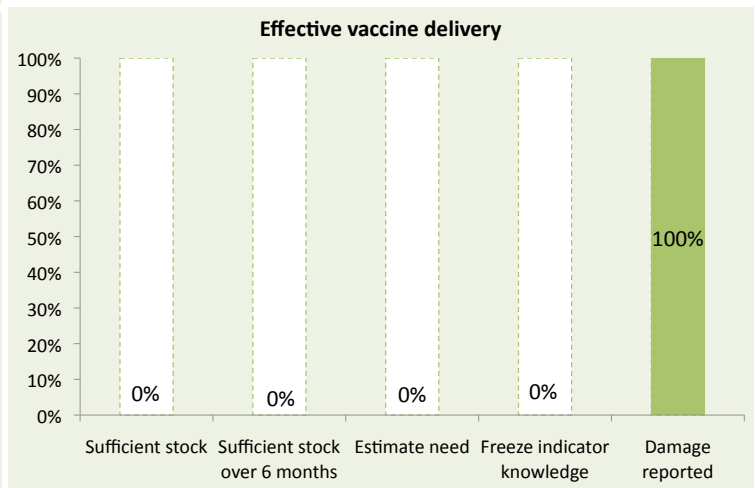 Effective vaccine delivery
100%
90%
80%
70%
60%
50%
40%
30%
20%
10%
0%
0%
0%
0%
0%
100%
Sufficient stock
Sufficient stock
over 6 months
Estimate need
Freeze indicator
knowledge
Damage
reported